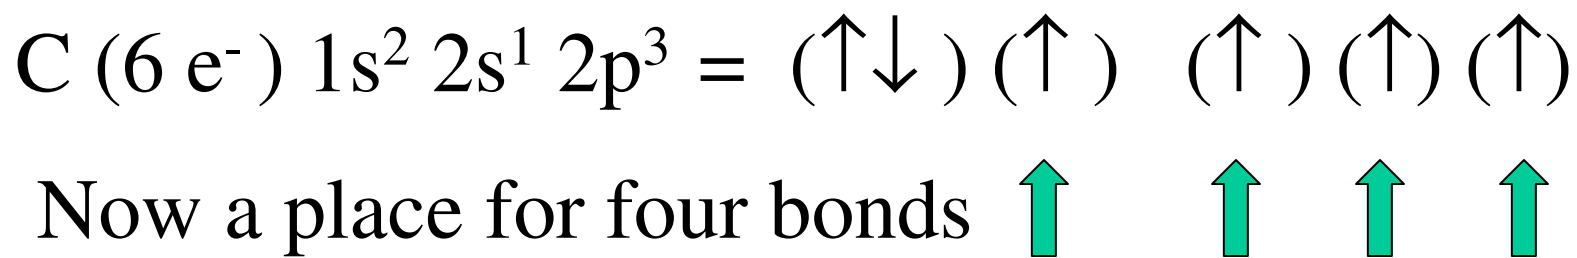 C (6 e⁻ ) 1s² 2s¹ 2p³ = (↑↓ ) (↑ ) (↑ ) (↑) (↑)
Now a place for four bonds